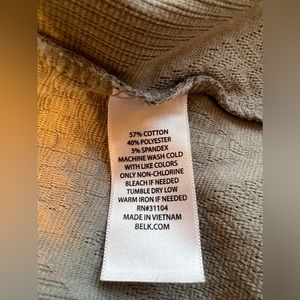 57% COTTON
40% POLYESTER
3% SPANDEX
MACHINE WASH COLD
WITH LIKE COLORS
ONLY NON-CHLORINE
BLEACH IF NEEDED
TUMBLE DRY LOW
WARM IRON IF NEEDED
RN#31104
MADE IN VIETNAM
BELK.COM